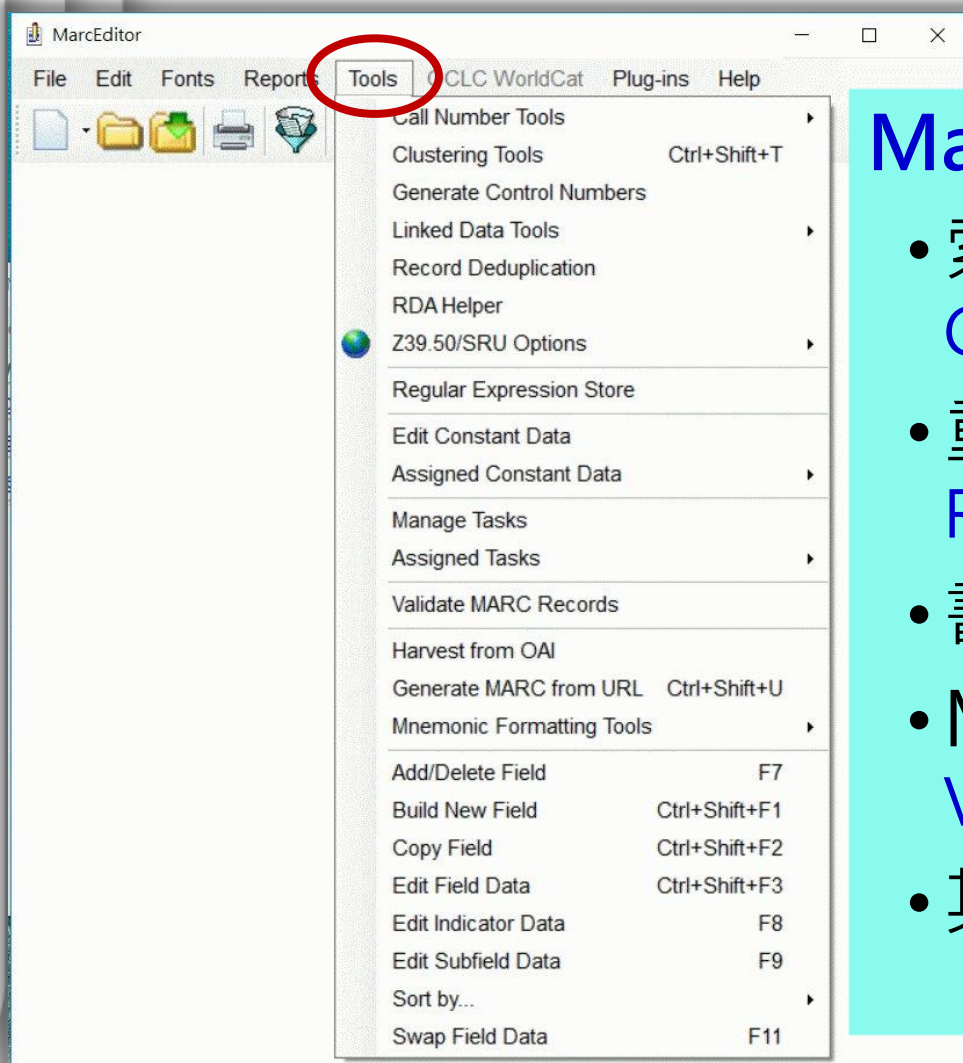 MarcEditor
File Edit Fonts Reports Tools OCLC WorldCat Plug-ins Help
Call Number Tools
Clustering Tools Ctrl+Shift+T
Generate Control Numbers
Linked Data Tools
Record Deduplication
RDA Helper
Z39.50/SRU Options
Regular Expression Store
Edit Constant Data
Assigned Constant Data
Manage Tasks
Assigned Tasks
Validate MARC Records
Harvest from OAI
Generate MARC from URL Ctrl+Shift+U
Mnemonic Formatting Tools
Add/Delete Field F7
Build New Field Ctrl+Shift+F1
Copy Field Ctrl+Shift+F2
Edit Field Data Ctrl+Shift+F3
Edit Indicator Data F8
Edit Subfield Data F9
Sort by...
Swap Field Data F11